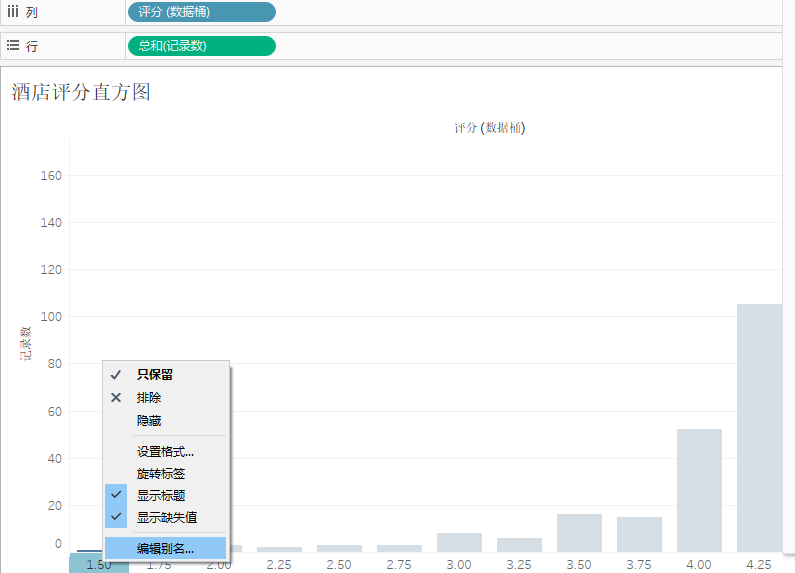 列 评分 (数据桶)
行 总和(记录数)
酒店评分直方图
评分 (数据桶)
160
140
120
100
80
60
40
20
0
记录数
只保留
排除
隐藏
设置格式...
旋转标签
显示标题
显示缺失值
编辑别名...
1.50 1.75 2.00 2.25 2.50 2.75 3.00 3.25 3.50 3.75 4.00 4.25